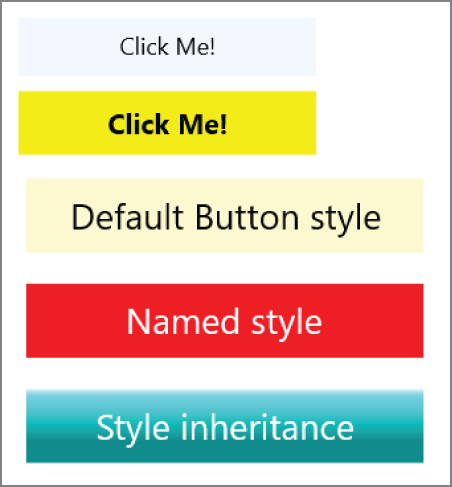 Click Me!
Click Me!
Default Button style
Named style
Style inheritance